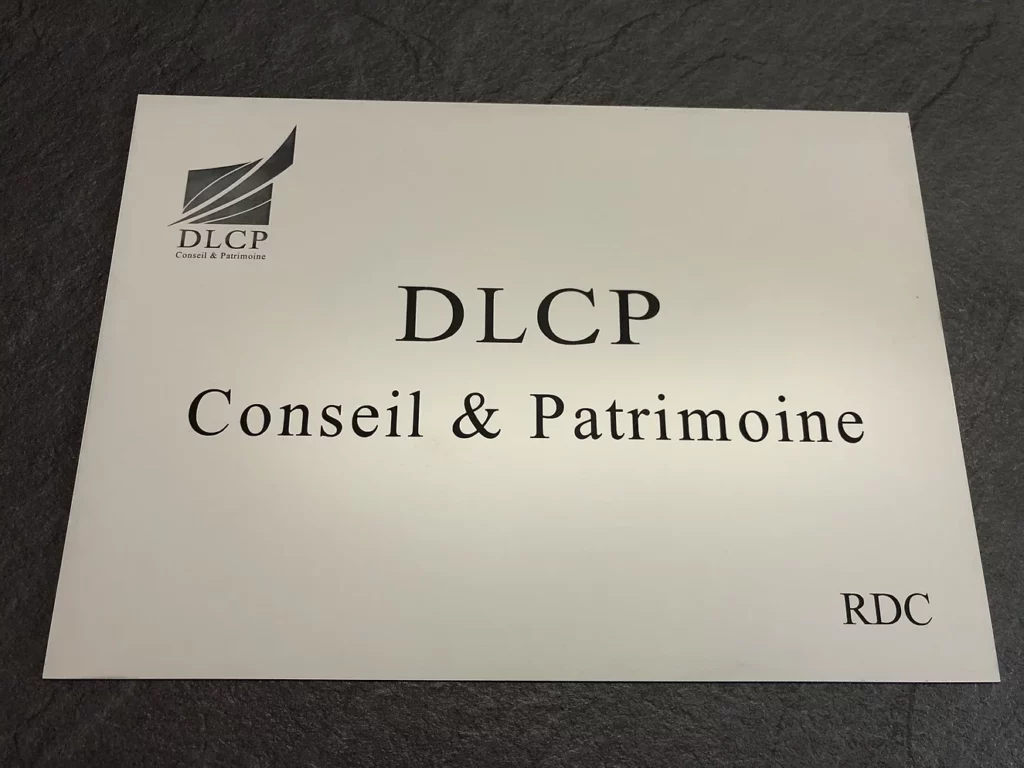 DLCP
Conseil & Patrimoine
DLCP
Conseil & Patrimoine
RDC